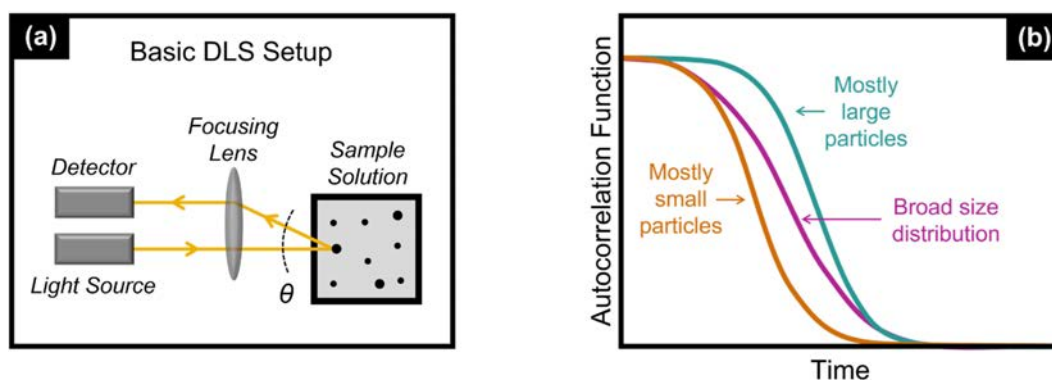 (a)
Basic DLS Setup
Focusing
Lens
Detector
Sample
Solution
Light Source
θ
(b)
Autocorrelation Function
Mostly
large
particles
Mostly
small
particles
Broad size
distribution
Time